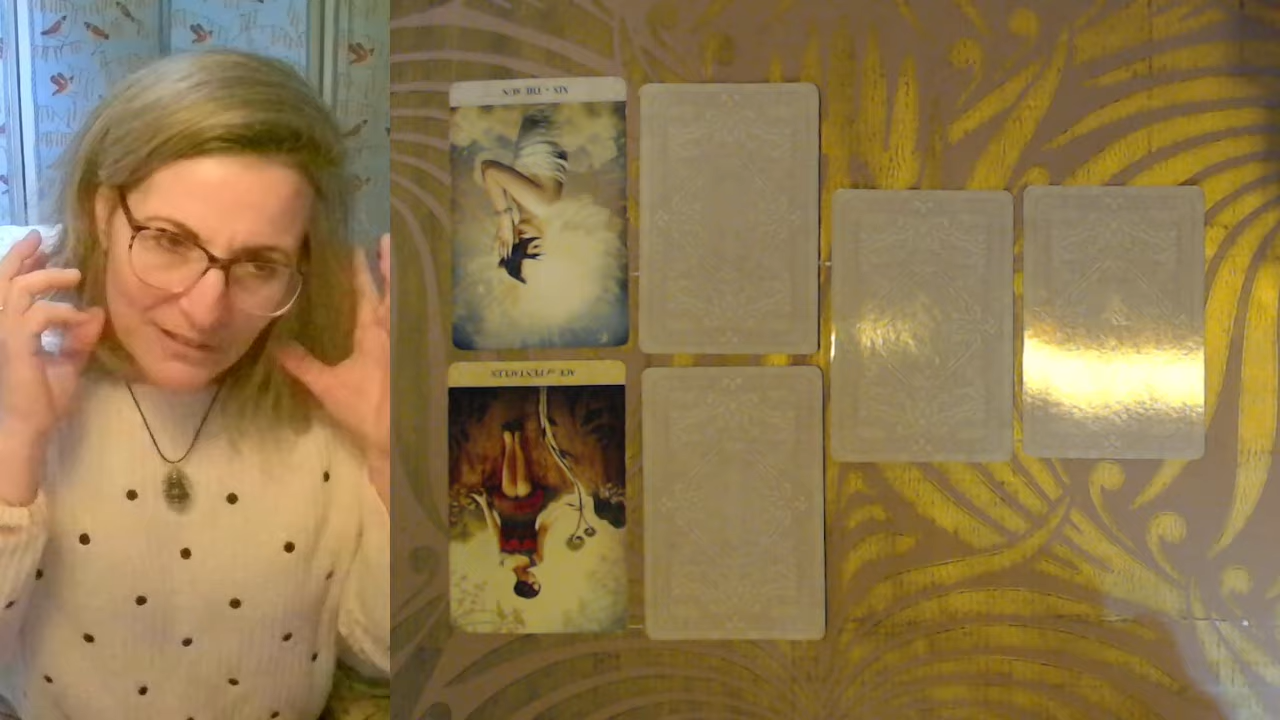 XIX • THE SUN
ACE of PENTACLES